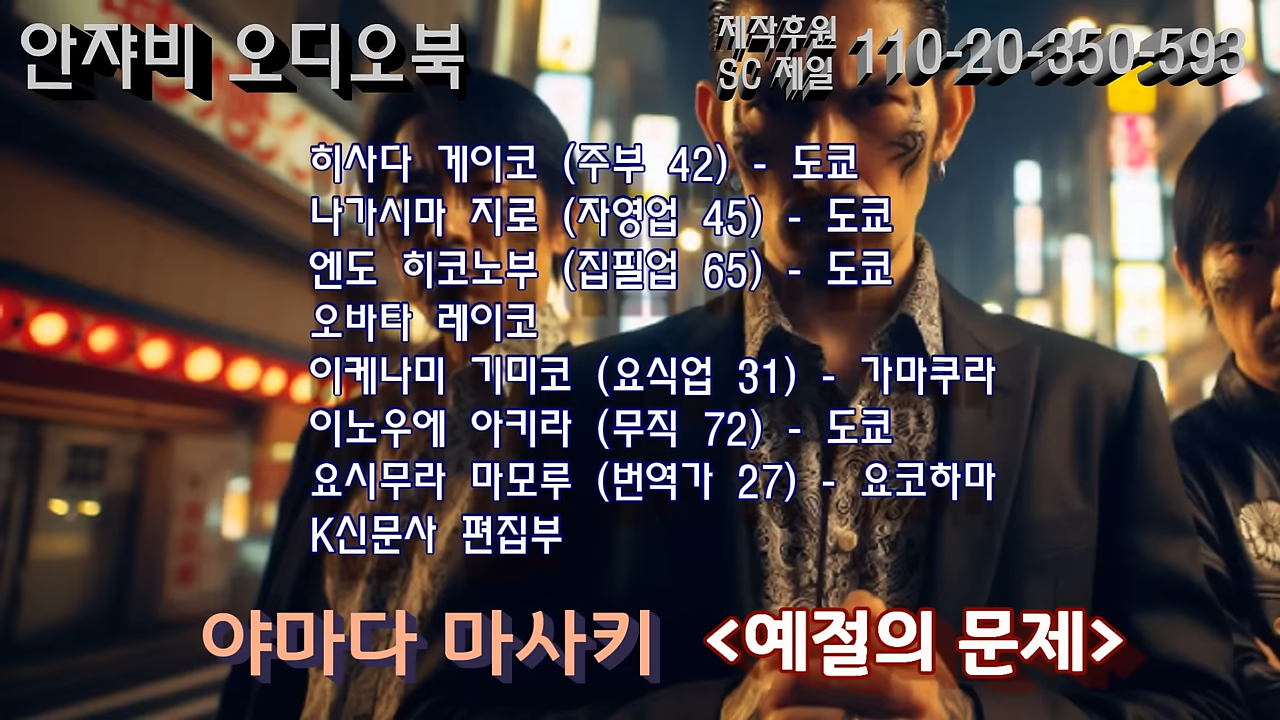 안쟈비 오디오북
제작후원
SC 제일 110-20-350-593
히사다 게이코 (주부 42) - 도쿄
나가시마 지로 (자영업 45) - 도쿄
엔도 히코노부 (집필업 65) - 도쿄
오바타 레이코
이케나미 기미코 (요식업 31) - 가마쿠라
이노우에 아키라 (무직 72) - 도쿄
요시무라 마모루 (번역가 27) - 요코하마
K신문사 편집부
야마다 마사키 <예절의 문제>